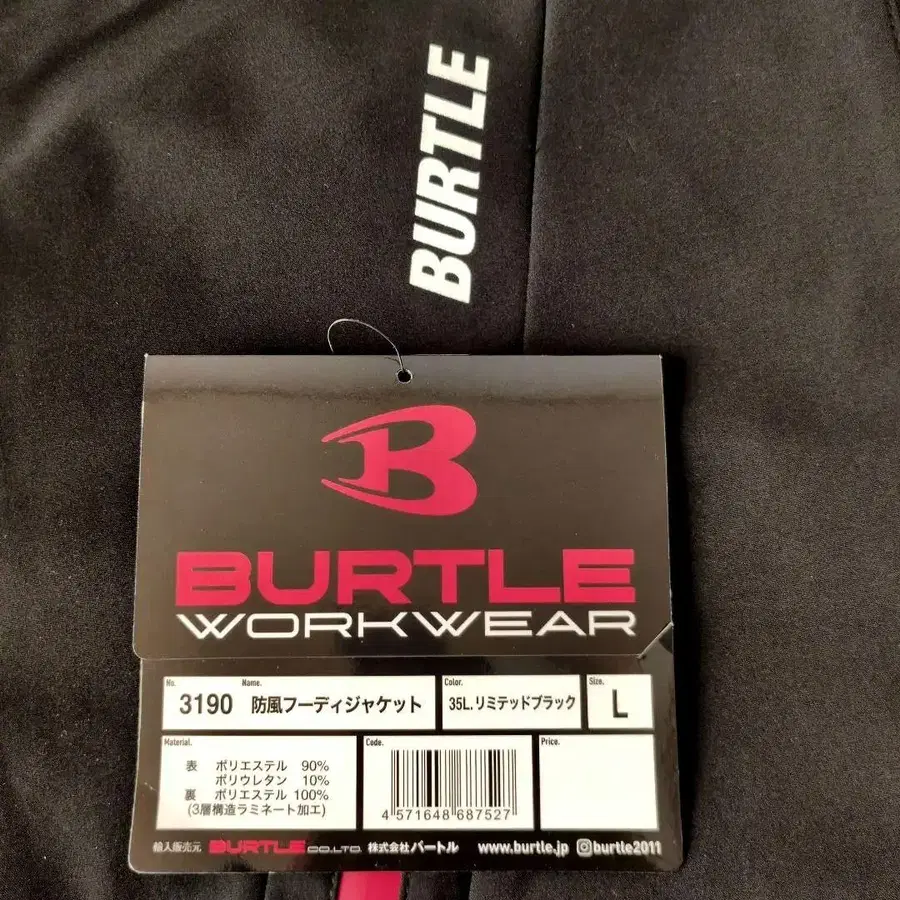 BURTLE
BURTLE
WORKWEAR
No. Name. Color. Size.
3190 防風フーディジャケット 35L.リミテッドブラック L
Material. Code. Price.
表 ポリエステル 90%
ポリウレタン 10%
裏 ポリエステル 100%
(3層構造ラミネート加工)
4 571648 687527
輸入販売元 BURTLE CO.,LTD. 株式会社バートル www.burtle.jp burtle2011